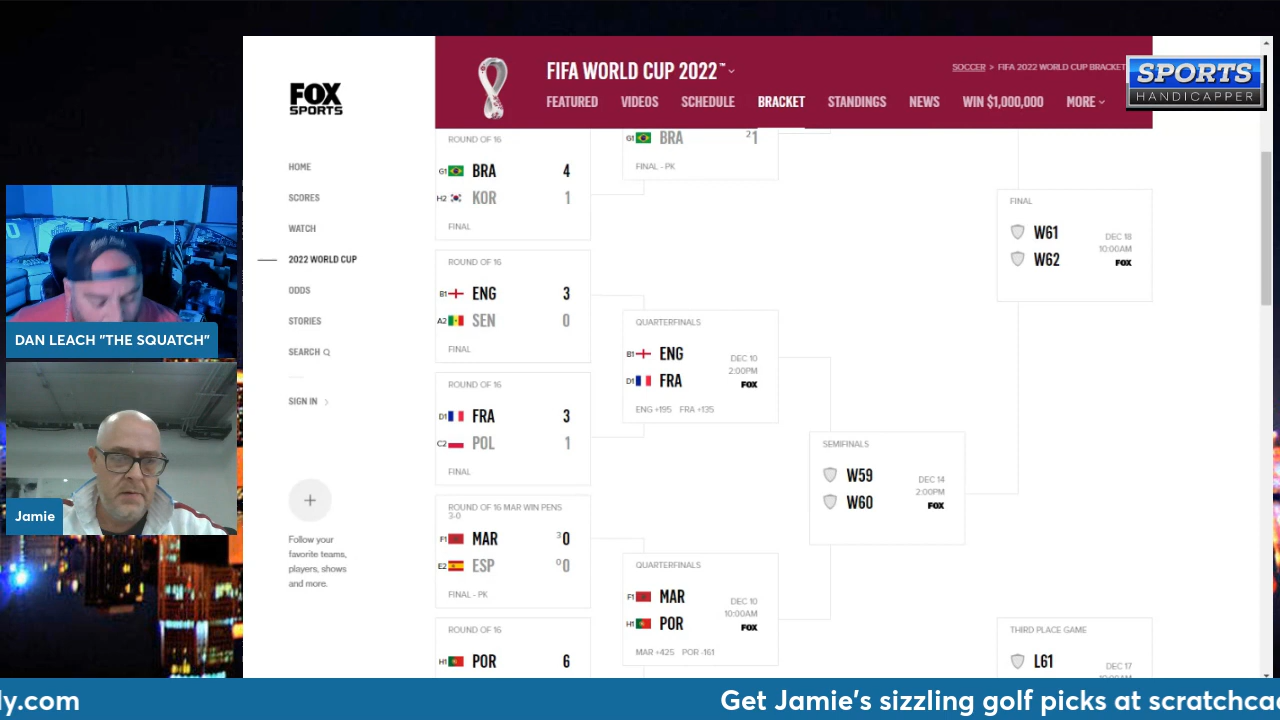 FIFA WORLD CUP 2022™
SOCCER > FIFA 2022 WORLD CUP BRACKET
SPORTS
HANDICAPPER
FOX
SPORTS
FEATURED VIDEOS SCHEDULE BRACKET STANDINGS NEWS WIN $1,000,000 MORE
HOME
SCORES
WATCH
2022 WORLD CUP
ODDS
STORIES
SEARCH
SIGN IN
Follow your
favorite teams,
players, shows
and more.
DAN LEACH "THE SQUATCH"
Jamie
ROUND OF 16
G1 BRA 4
H2 KOR 1
FINAL
ROUND OF 16
B1 ENG 3
A2 SEN 0
FINAL
ROUND OF 16
D1 FRA 3
C2 POL 1
FINAL
ROUND OF 16 MAR WIN PENS
3-0
F1 MAR 3 0
E2 ESP 0 0
FINAL - PK
ROUND OF 16
H1 POR 6
G1 BRA 2 1
FINAL - PK
QUARTERFINALS
B1 ENG
D1 FRA
DEC 10
2:00PM
FOX
ENG +195 FRA +135
QUARTERFINALS
F1 MAR
H1 POR
DEC 10
10:00AM
FOX
MAR +425 POR -161
SEMIFINALS
W59
W60
DEC 14
2:00PM
FOX
FINAL
W61
W62
DEC 18
10:00AM
FOX
THIRD PLACE GAME
L61
DEC 17
ly.com
Get Jamie's sizzling golf picks at scratchca